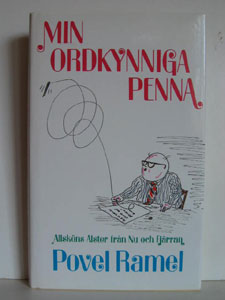 MIN
ORDKYNNIGA
PENNA
Allsköns Alster från Nu och Fjärran
Povel Ramel